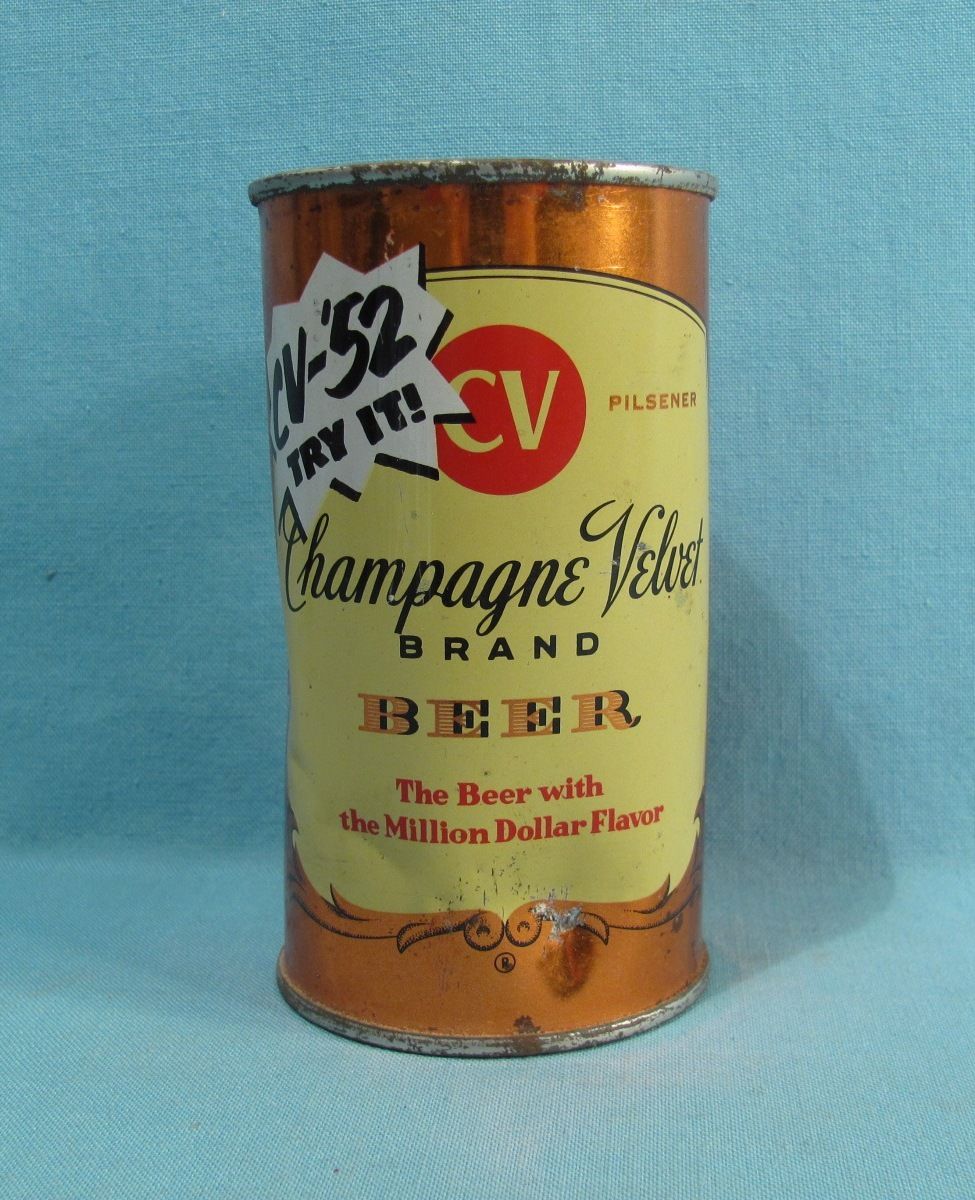 CV-'52
TRY IT!
CV
PILSENER
Champagne Velvet
BRAND
BEER
The Beer with
the Million Dollar Flavor
®